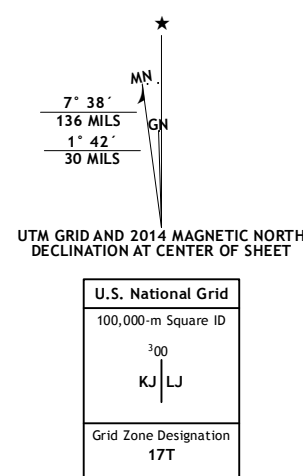 ★
MN
7° 38´
136 MILS
GN
1° 42´
30 MILS
UTM GRID AND 2014 MAGNETIC NORTH
DECLINATION AT CENTER OF SHEET
U.S. National Grid
100,000-m Square ID
³00
KJ LJ
Grid Zone Designation
17T